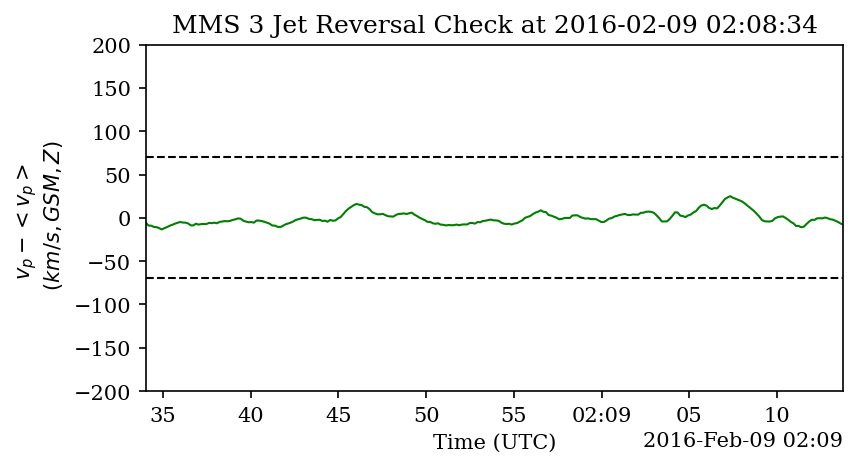 MMS 3 Jet Reversal Check at 2016-02-09 02:08:34
v_p − < v_p >
(km/s, GSM, Z)
200
150
100
50
0
−50
−100
−150
−200
35 40 45 50 55 02:09 05 10
Time (UTC)
2016-Feb-09 02:09